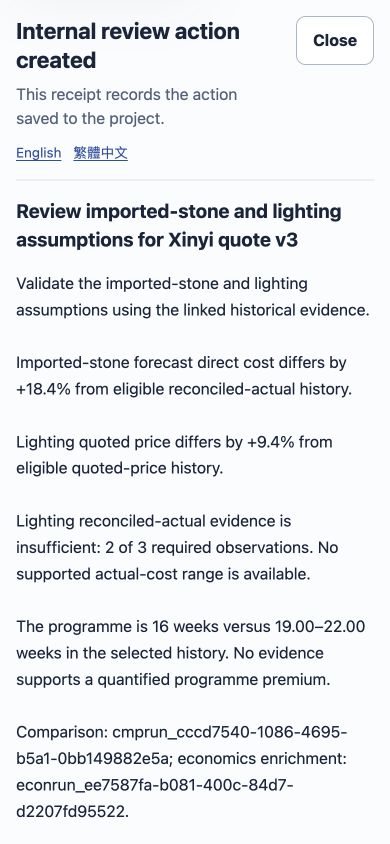 Internal review action
created
Close
This receipt records the action
saved to the project.
English 繁體中文
Review imported-stone and lighting
assumptions for Xinyi quote v3
Validate the imported-stone and lighting
assumptions using the linked historical evidence.
Imported-stone forecast direct cost differs by
+18.4% from eligible reconciled-actual history.
Lighting quoted price differs by +9.4% from
eligible quoted-price history.
Lighting reconciled-actual evidence is
insufficient: 2 of 3 required observations. No
supported actual-cost range is available.
The programme is 16 weeks versus 19.00–22.00
weeks in the selected history. No evidence
supports a quantified programme premium.
Comparison: cmprun_cccd7540-1086-4695-
b5a1-0bb149882e5a; economics enrichment:
econrun_ee7587fa-b081-400c-84d7-
d2207fd95522.